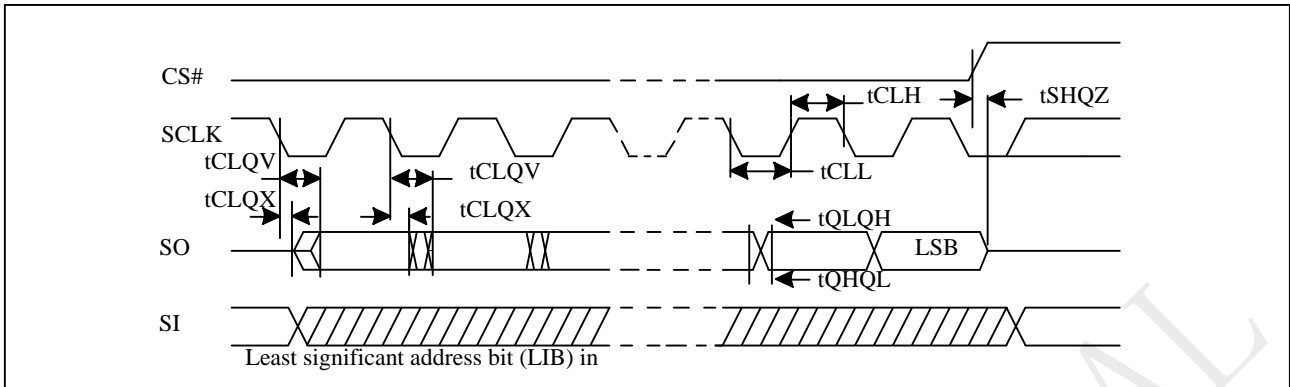 CS#
tCLH
tSHQZ
SCLK
tCLQV
tCLQV
tCLL
tCLQX
tCLQX
tQLQH
SO
LSB
tQHQL
SI
Least significant address bit (LIB) in